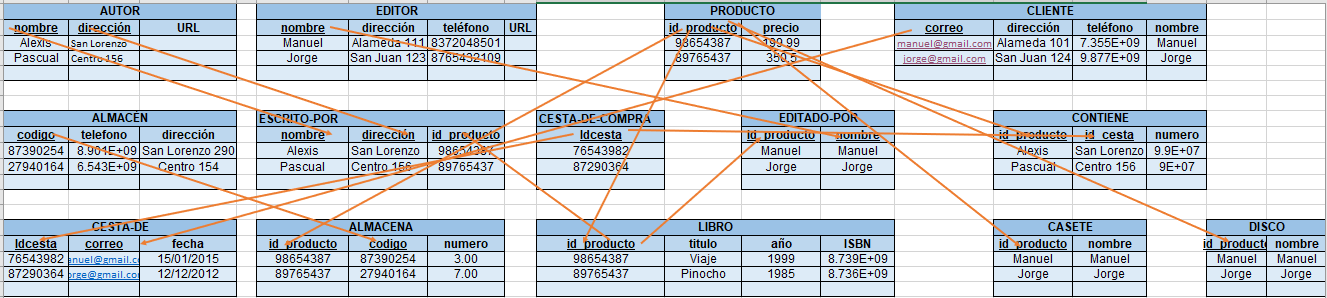 AUTOR EDITOR PRODUCTO CLIENTE
nombre dirección URL nombre dirección teléfono URL id_producto precio correo dirección teléfono nombre
Alexis San Lorenzo Manuel Alameda 111 8372048501 98654387 199.99 manuel@gmail.com Alameda 101 7.355E+09 Manuel
Pascual Centro 156 Jorge San Juan 123 8765432109 89765437 350.5 jorge@gmail.com San Juan 124 9.877E+09 Jorge
ALMACÉN ESCRITO-POR CESTA-DE-COMPRA EDITADO-POR CONTIENE
codigo telefono dirección nombre dirección id_producto Idcesta id_producto nombre id_producto id_cesta numero
87390254 8.901E+09 San Lorenzo 290 Alexis San Lorenzo 98654387 76543982 Manuel Manuel Alexis San Lorenzo 9.9E+07
27940164 6.543E+09 Centro 154 Pascual Centro 156 89765437 87290364 Jorge Jorge Pascual Centro 156 9E+07
CESTA-DE ALMACENA LIBRO CASETE DISCO
Idcesta correo fecha id_producto codigo numero id_producto titulo año ISBN id_producto nombre id_producto nombre
76543982 anuel@gmail.co 15/01/2015 98654387 87390254 3.00 98654387 Viaje 1999 8.739E+09 Manuel Manuel Manuel Manuel
87290364 orge@gmail.com 12/12/2012 89765437 27940164 7.00 89765437 Pinocho 1985 8.736E+09 Jorge Jorge Jorge Jorge